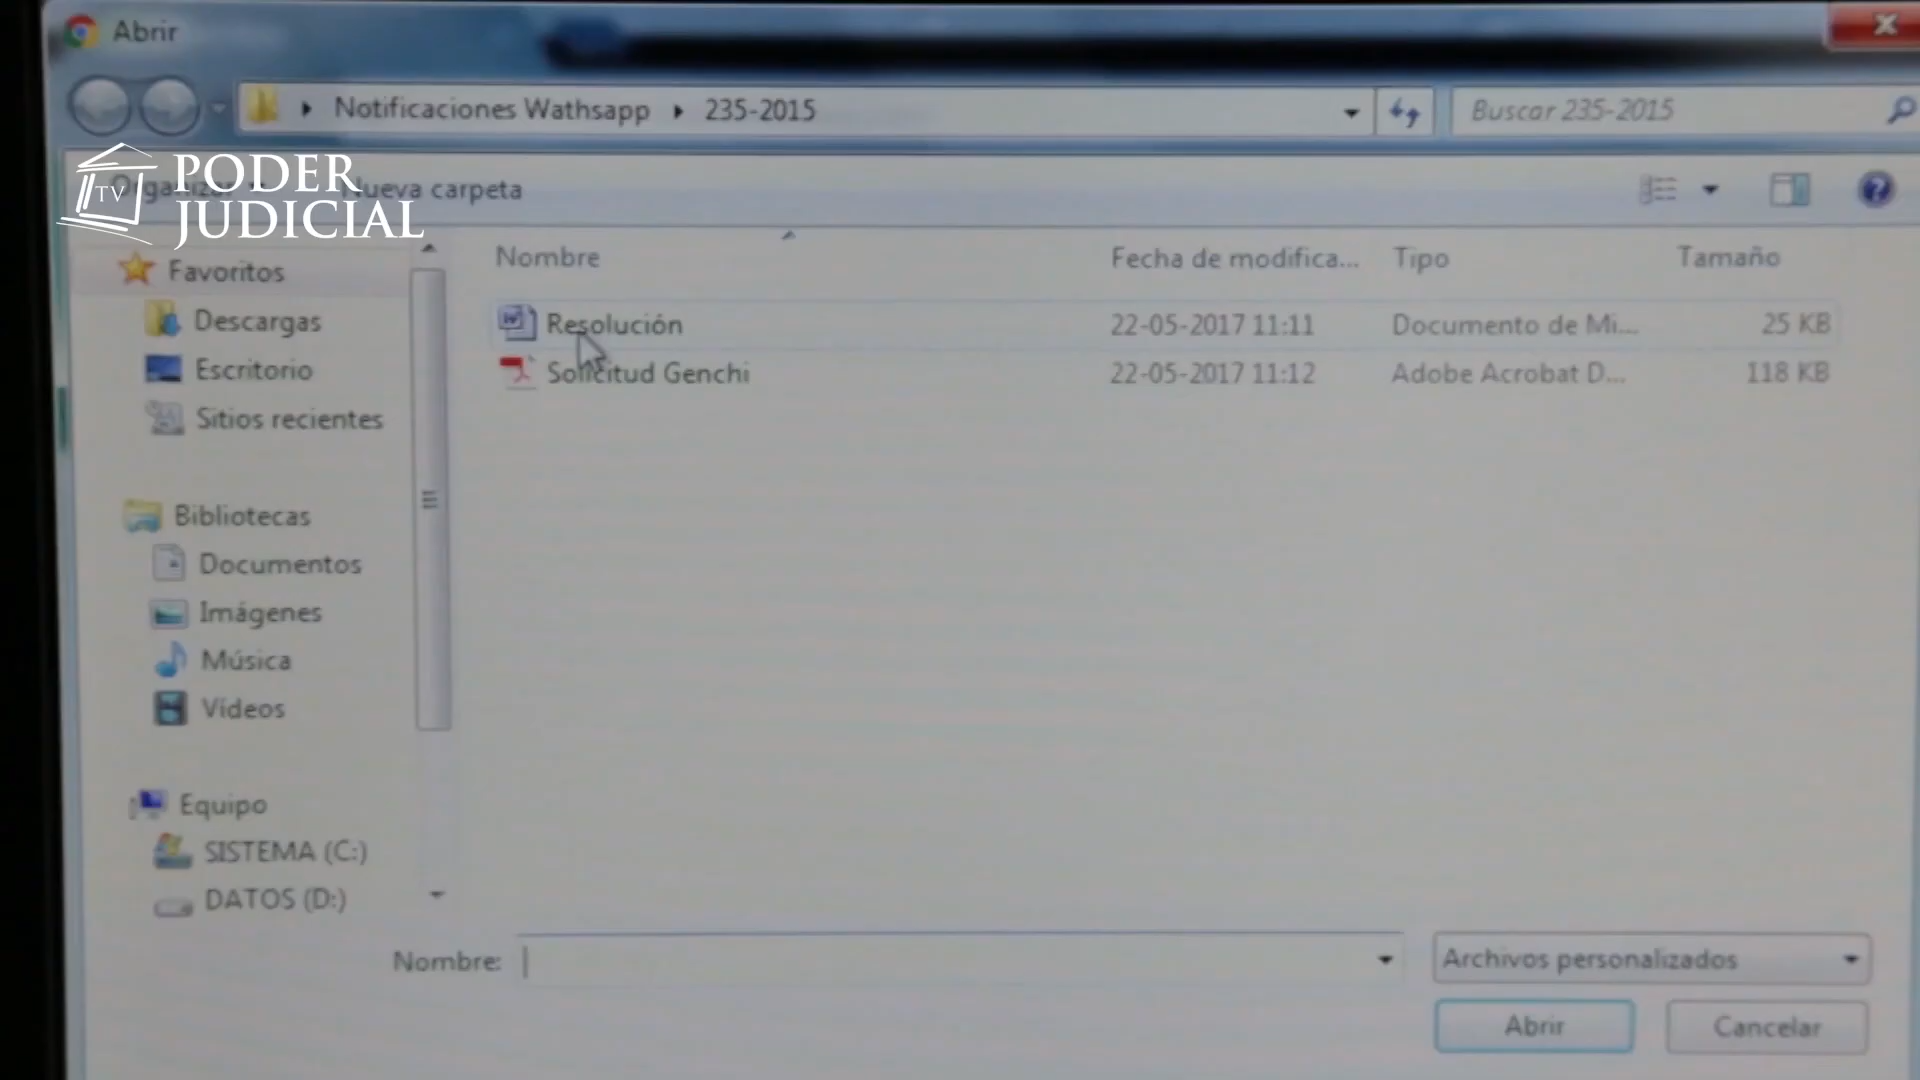 Abrir
Notificaciones Wathsapp 235-2015
Buscar 235-2015
TV PODER JUDICIAL
Organizar Nueva carpeta
Nombre Fecha de modifica... Tipo Tamaño
Favoritos
Descargas
Escritorio
Sitios recientes
Bibliotecas
Documentos
Imágenes
Música
Vídeos
Equipo
SISTEMA (C:)
DATOS (D:)
Resolución 22-05-2017 11:11 Documento de Mi... 25 KB
Solicitud Genchi 22-05-2017 11:12 Adobe Acrobat D... 118 KB
Nombre:
Archivos personalizados
Abrir Cancelar